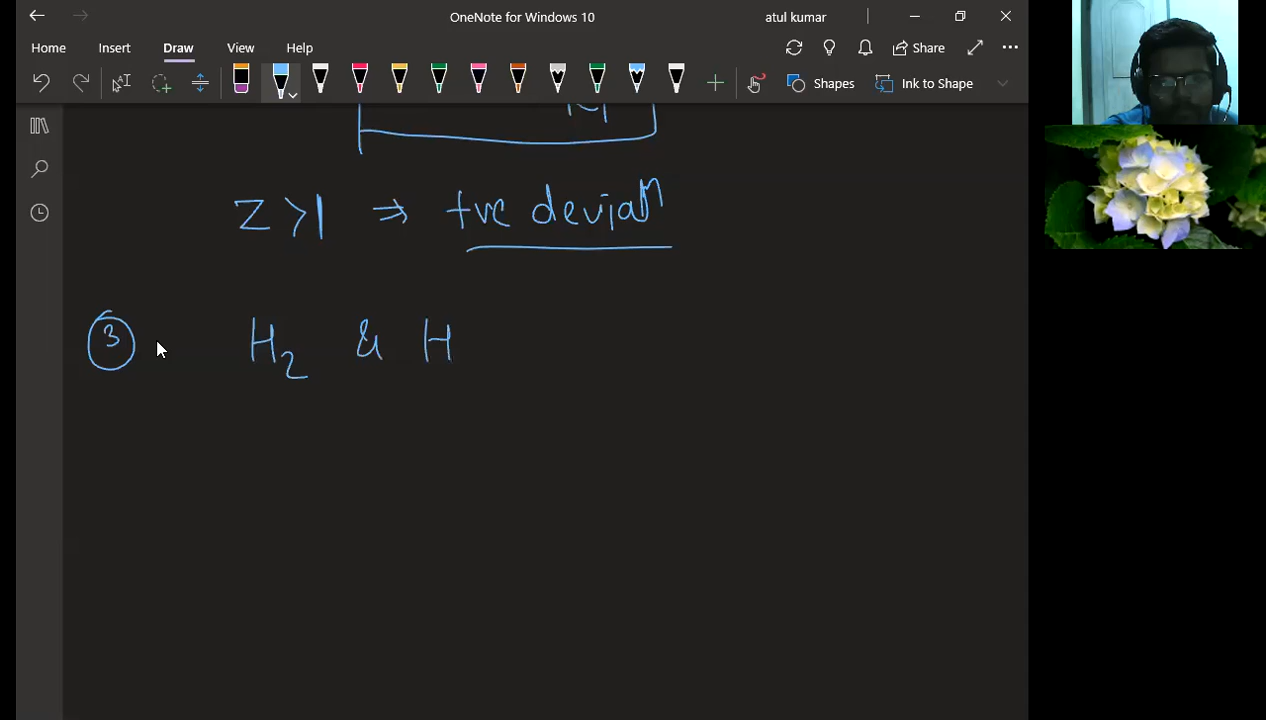 OneNote for Windows 10
atul kumar
Home Insert Draw View Help
Share
Shapes
Ink to Shape
Z > 1 ⇒ +ve deviaⁿ
3 H₂ & H